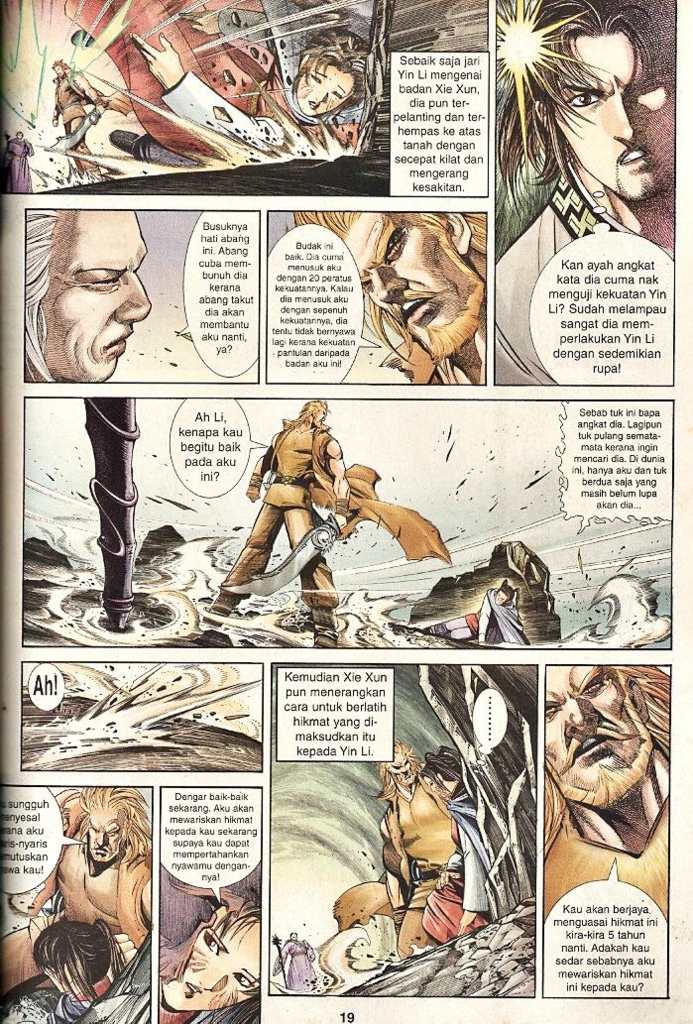 Sebaik saja jari
Yin Li mengenai
badan Xie Xun,
dia pun ter-
pelanting dan ter-
hempas ke atas
tanah dengan
secepat kilat dan
mengerang
kesakitan.
Kan ayah angkat
kata dia cuma nak
menguji kekuatan Yin
Li? Sudah melampau
sangat dia mem-
perlakukan Yin Li
dengan sedemikian
rupa!
Busuknya
hati abang
ini. Abang
cuba mem-
bunuh dia
kerana
abang takut
dia akan
membantu
aku nanti,
ya?
Budak ini
baik. Dia cuma
menusuk aku
dengan 20 peratus
kekuatannya. Kalau
dia menusuk aku
dengan sepenuh
kekuatannya, dia
tentu tidak bernyawa
lagi kerana kekuatan
pantulan daripada
badan aku ini!
Ah Li,
kenapa kau
begitu baik
pada aku
ini?
Sebab tuk ini bapa
angkat dia. Lagipun
tuk pulang semata-
mata kerana ingin
mencari dia. Di dunia
ini, hanya aku dan tuk
berdua saja yang
masih belum lupa
akan dia...
Ah!
Kemudian Xie Xun
pun menerangkan
cara untuk berlatih
hikmat yang di-
maksudkan itu
kepada Yin Li.
.......
sungguh
menyesal
aku
kau!
Dengar baik-baik
sekarang. Aku akan
mewariskan hikmat
kepada kau sekarang
supaya kau dapat
mempertahankan
nyawamu dengan-
nya!
Kau akan berjaya
menguasai hikmat ini
kira-kira 5 tahun
nanti. Adakah kau
sedar sebabnya aku
mewariskan hikmat
ini kepada kau?
19